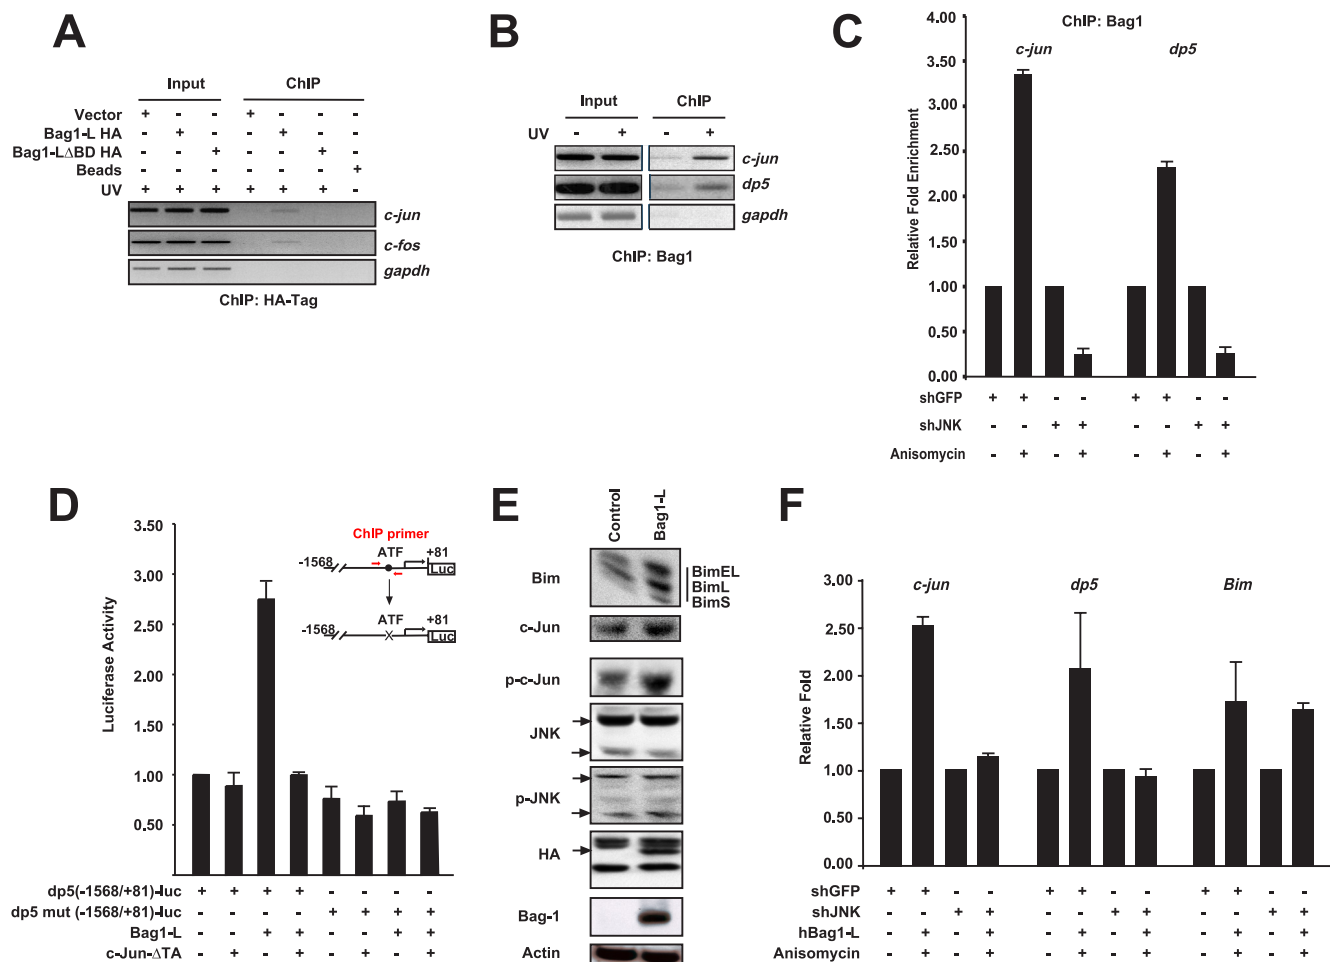 A
Input ChIP
Vector + - - + - - -
Bag1-L HA - + - - + - -
Bag1-LΔBD HA - - + - - + -
Beads - - - - - - +
UV + + + + + + -
c-jun
c-fos
gapdh
ChIP: HA-Tag
B
Input ChIP
UV - + - +
c-jun
dp5
gapdh
ChIP: Bag1
C
ChIP: Bag1
c-jun dp5
Relative Fold Enrichment
4.00
3.50
3.00
2.50
2.00
1.50
1.00
0.50
0.00
shGFP + + - - + + - -
shJNK - - + + - - + +
Anisomycin - + - + - + - +
D
Luciferase Activity
3.50
3.00
2.50
2.00
1.50
1.00
0.50
ChIP primer
ATF +81
-1568
Luc
ATF +81
-1568
Luc
dp5(-1568/+81)-luc + + + + - - - -
dp5 mut (-1568/+81)-luc - - - - + + + +
Bag1-L - - + + - - + +
c-Jun-ΔTA - + - + - + - +
E
Control Bag1-L
Bim
BimEL
BimL
BimS
c-Jun
p-c-Jun
JNK
p-JNK
HA
Bag-1
Actin
F
c-jun dp5 Bim
Relative Fold
3.00
2.50
2.00
1.50
1.00
0.50
0.00
shGFP + + - - + + - - + + - -
shJNK - - + + - - + + - - + +
hBag1-L - + - + - + - + - + - +
Anisomycin - + - + - + - + - + - +